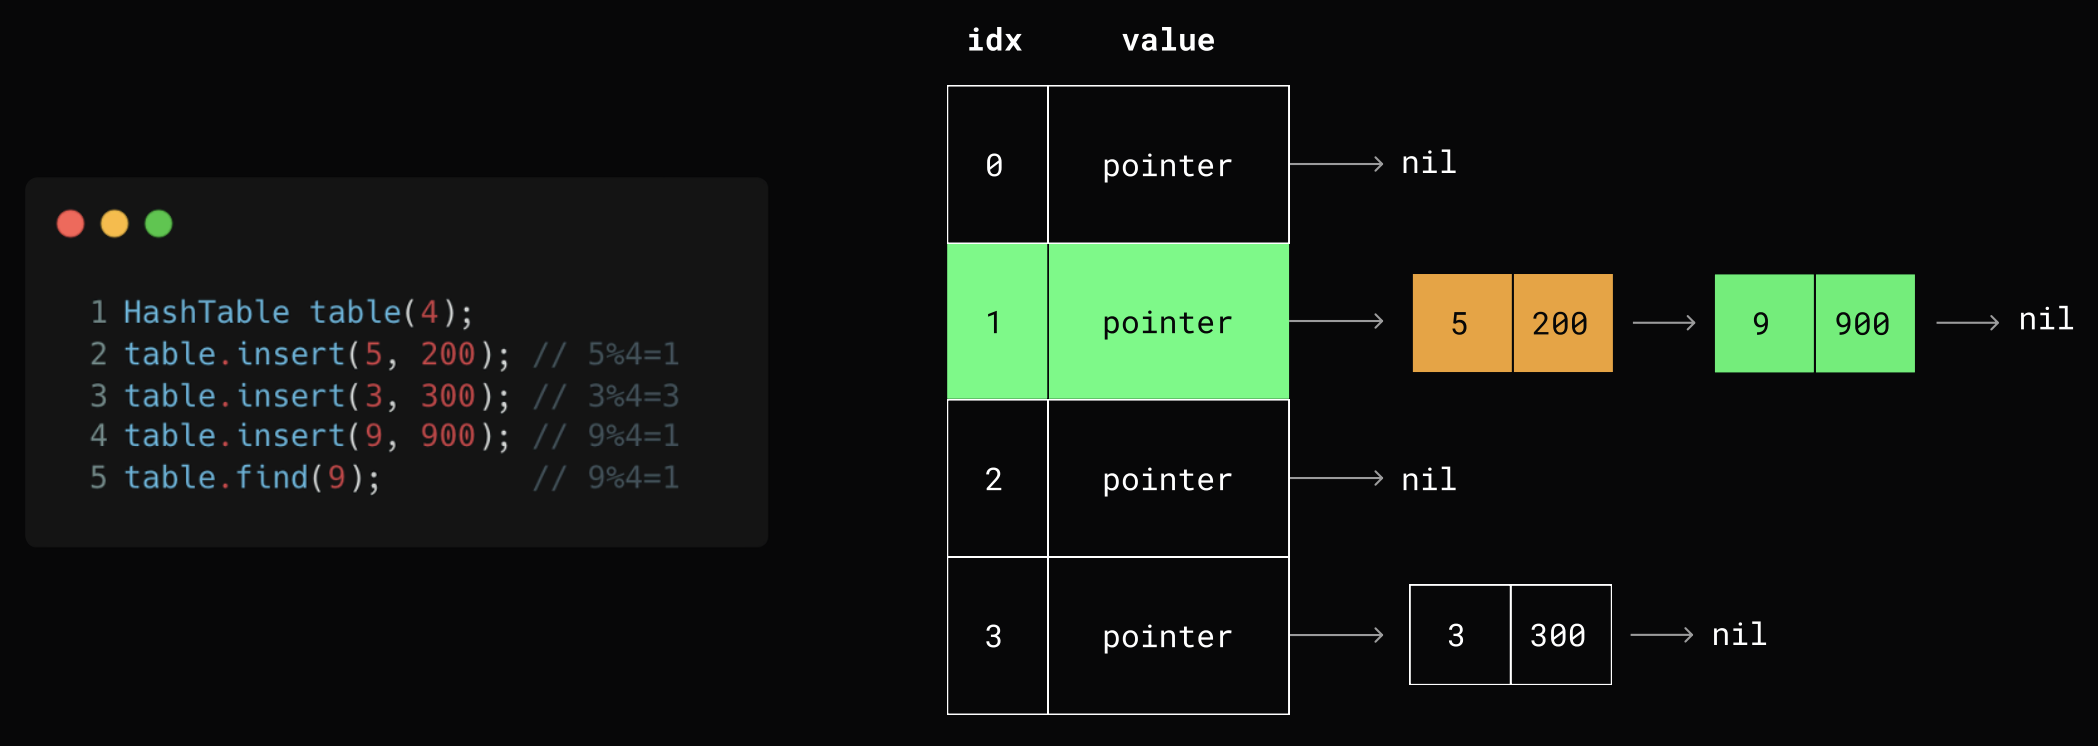 1 HashTable table(4);
2 table.insert(5, 200); // 5%4=1
3 table.insert(3, 300); // 3%4=3
4 table.insert(9, 900); // 9%4=1
5 table.find(9); // 9%4=1
idx value
0 pointer nil
1 pointer 5 200 9 900 nil
2 pointer nil
3 pointer 3 300 nil